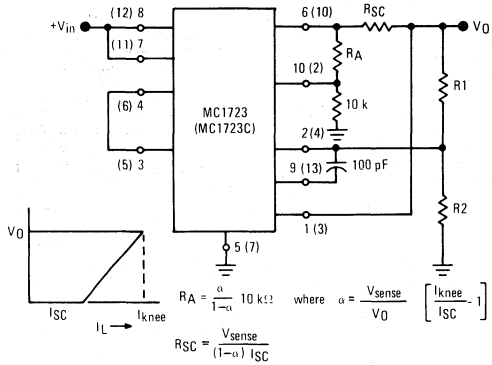 +Vin
(12) 8
(11) 7
(6) 4
(5) 3
MC1723
(MC1723C)
6 (10)
RSC
VO
RA
10 (2)
10 k
R1
2 (4)
9 (13)
100 pF
R2
1 (3)
5 (7)
VO
ISC
IL
Iknee
RA = α/1-α 10 kΩ where α = Vsense/VO [Iknee/ISC - 1]
RSC = Vsense/(1-α) ISC